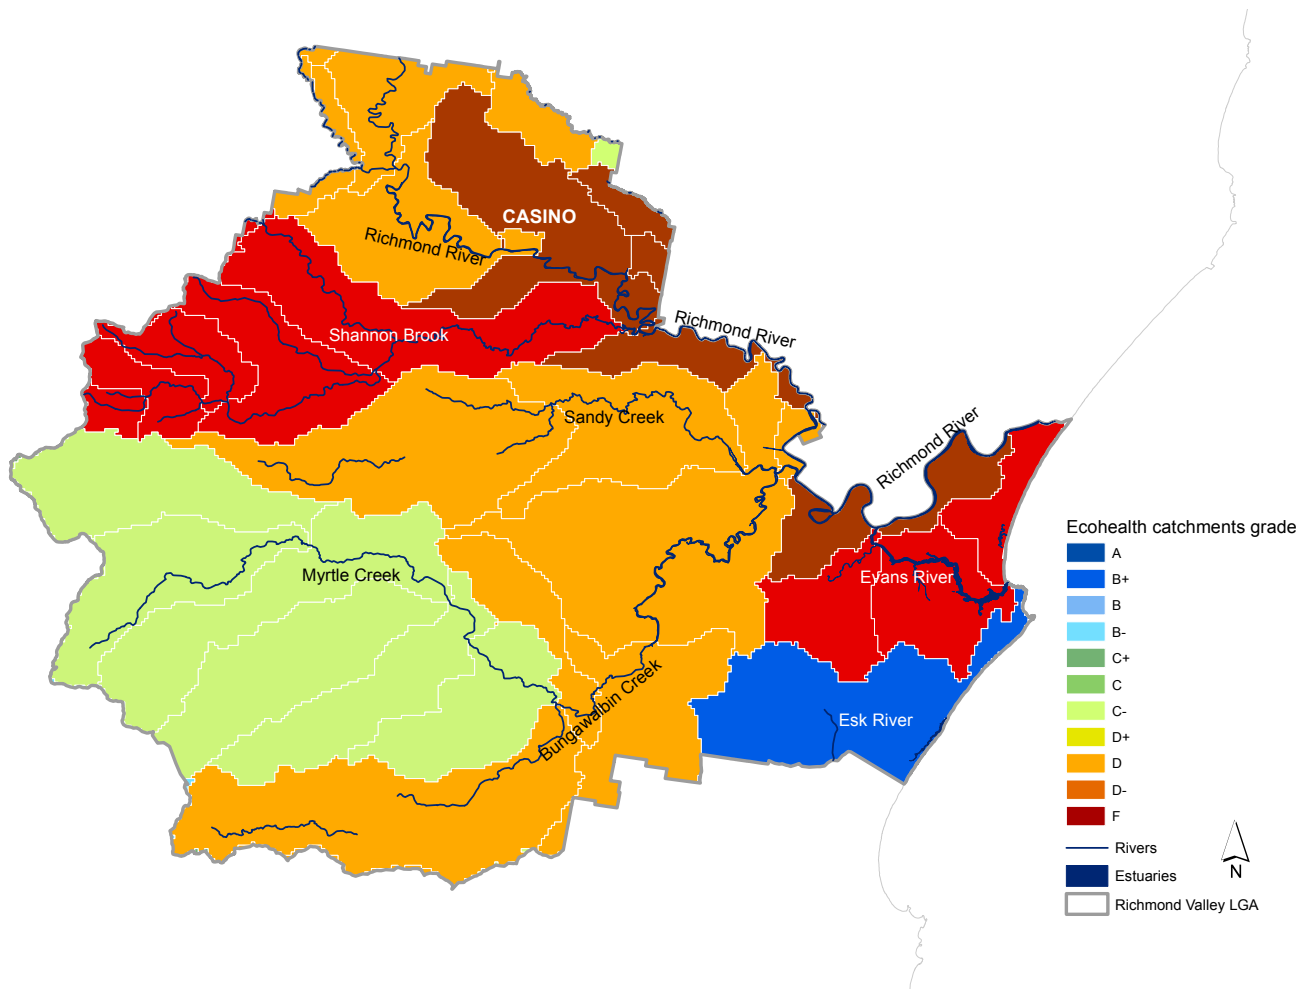 CASINO
Richmond River
Richmond River
Shannon Brook
Sandy Creek
Richmond River
Myrtle Creek
Evans River
Bungawalbin Creek
Esk River
Ecohealth catchments grade
A
B+
B
B-
C+
C
C-
D+
D
D-
F
Rivers
Estuaries
Richmond Valley LGA
N